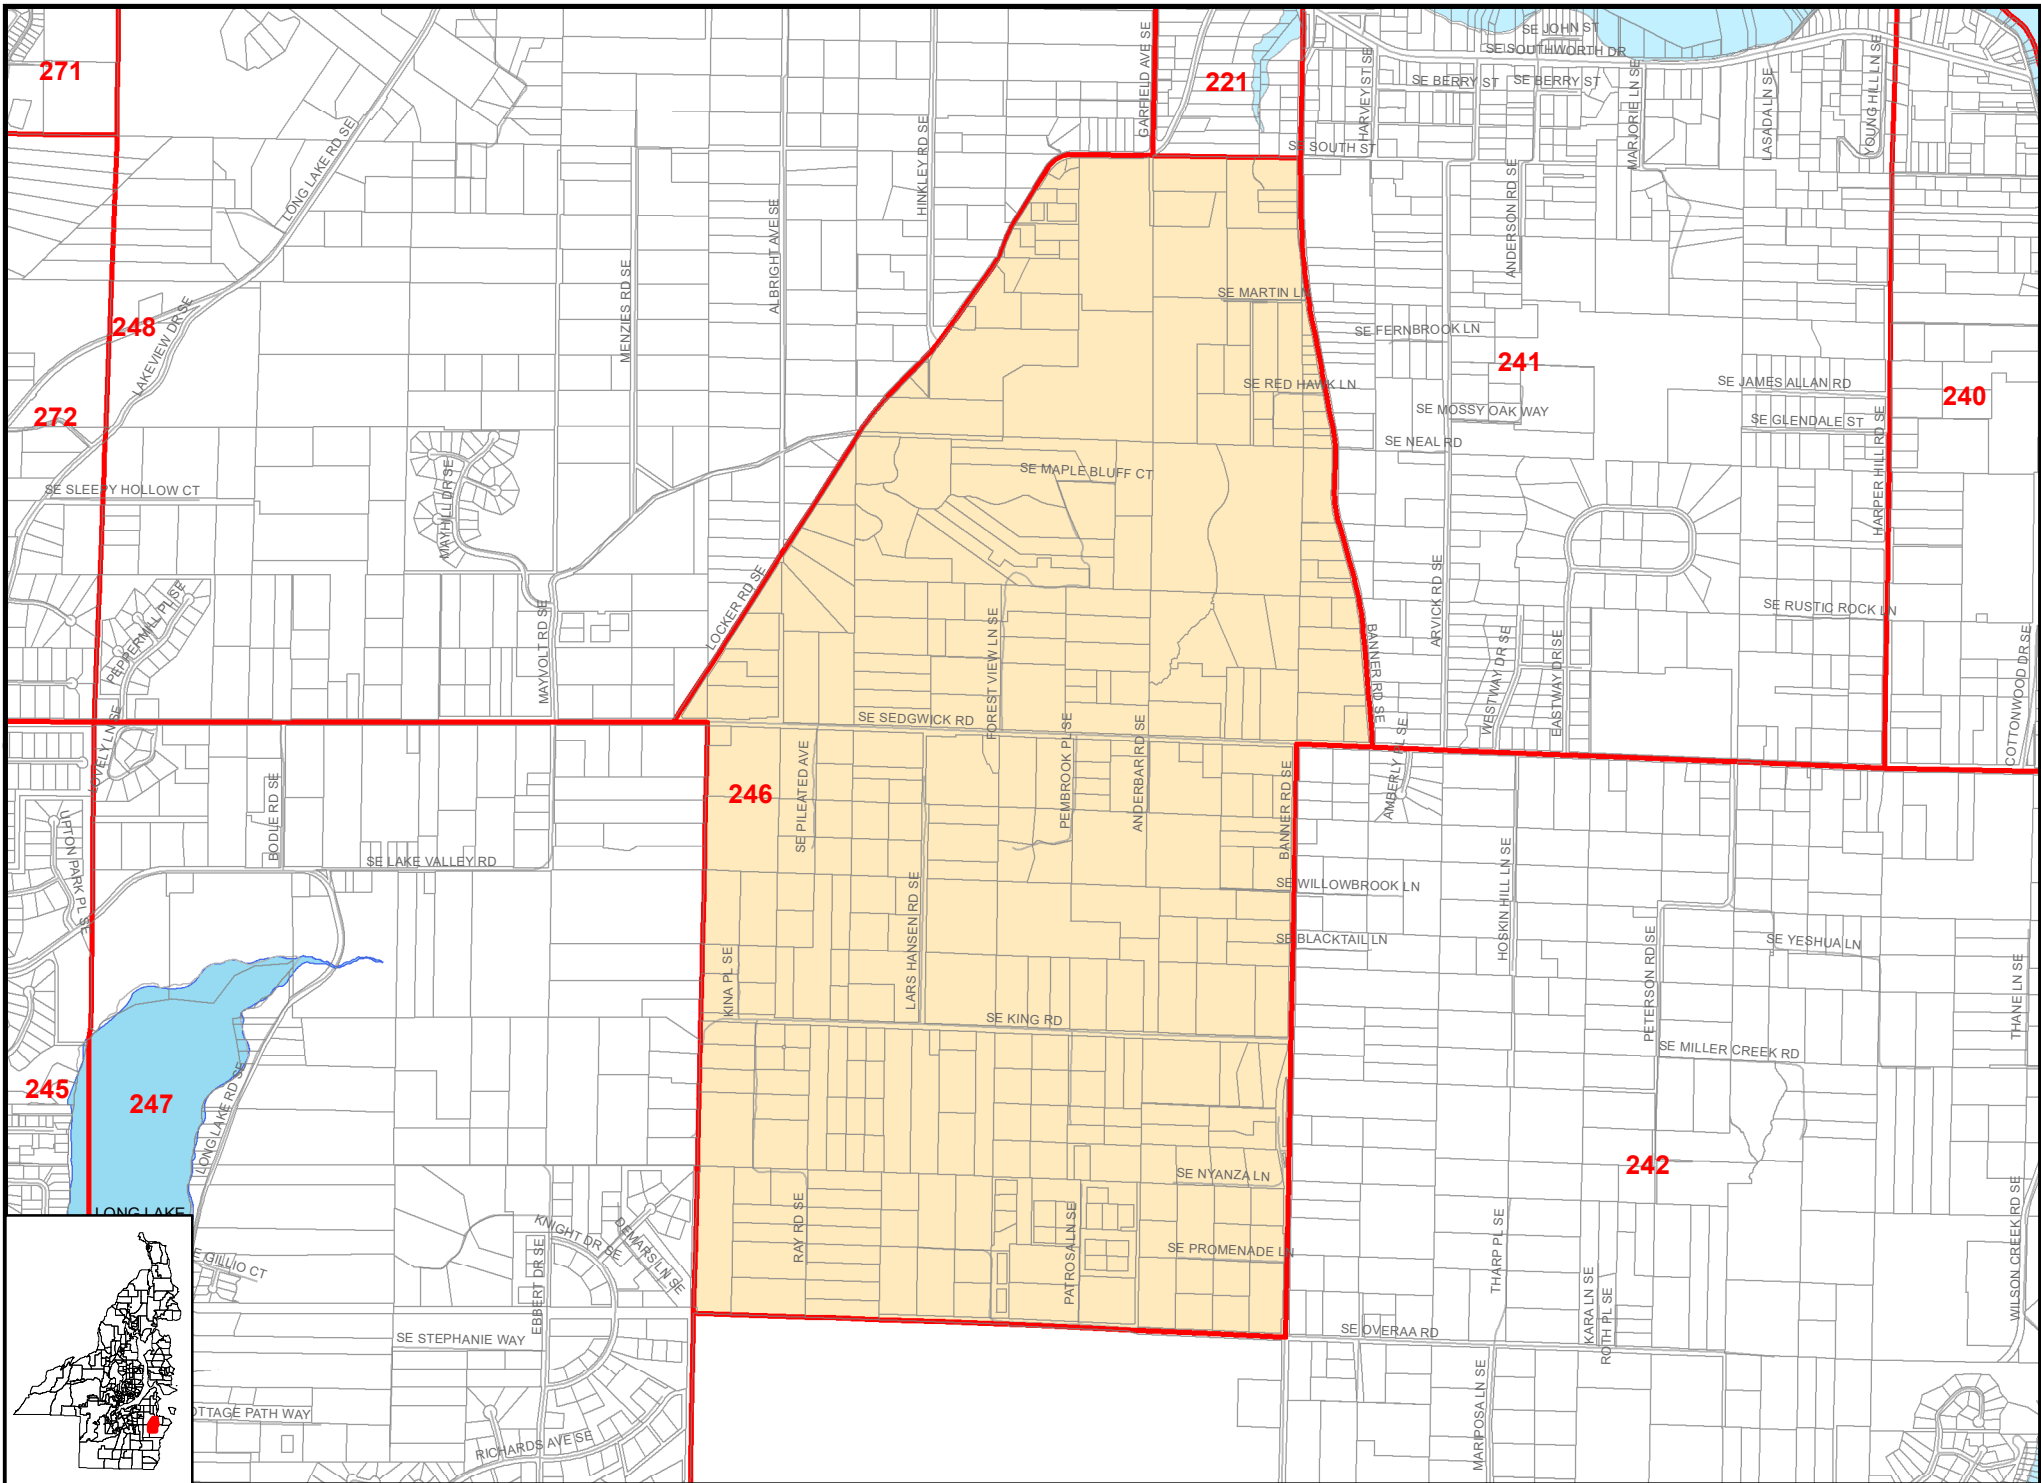 271
221
248
272
241
240
246
245
247
242
SE JOHN ST
SE SOUTHWORTH DR
SE BERRY ST
SE BERRY ST
GARFIELD AVE SE
HARVEY ST SE
MARJORIE LN SE
LASADA LN SE
YOUNG HILL LN SE
SE SOUTH ST
LONG LAKE RD SE
HINKLEY RD SE
ALBRIGHT AVE SE
MENZIES RD SE
ANDERSON RD SE
LAKEVIEW DR SE
SE MARTIN LN
SE FERNBROOK LN
SE RED HAWK LN
SE MOSSY OAK WAY
SE JAMES ALLAN RD
SE GLENDALE ST
SE NEAL RD
HARPER HILL RD SE
SE MAPLE BLUFF CT
SE SLEEPY HOLLOW CT
MAYHILL DR SE
PEPPERMILL PL SE
MAYVOLT RD SE
LOCKER RD SE
FOREST VIEW LN SE
ARVICK RD SE
BANNER RD SE
WESTWAY DR SE
EASTWAY DR SE
SE RUSTIC ROCK LN
COTTONWOOD DR SE
SE SEDGWICK RD
LOVELY LN SE
BODLE RD SE
UPTON PARK PL SE
SE LAKE VALLEY RD
SE PILEATED AVE
PEMBROOK PL SE
ANDERBAR RD SE
BANNER RD SE
AMBERLY PL SE
SE WILLOWBROOK LN
SE BLACKTAIL LN
HOSKIN HILL LN SE
PETERSON RD SE
SE YESHUA LN
THANE LN SE
KINA PL SE
LARS HANSEN RD SE
SE KING RD
SE MILLER CREEK RD
LONG LAKE RD SE
LONG LAKE
SE NYANZA LN
RAY RD SE
PATROSA LN SE
SE PROMENADE LN
KNIGHT DR SE
DEMARS LN SE
EBBERT DR SE
E GILLIO CT
SE STEPHANIE WAY
OTTAGE PATH WAY
RICHARDS AVE SE
SE OVERAA RD
THARP PL SE
KARA LN SE
ROTH PL SE
MARIPOSA LN SE
WILSON CREEK RD SE